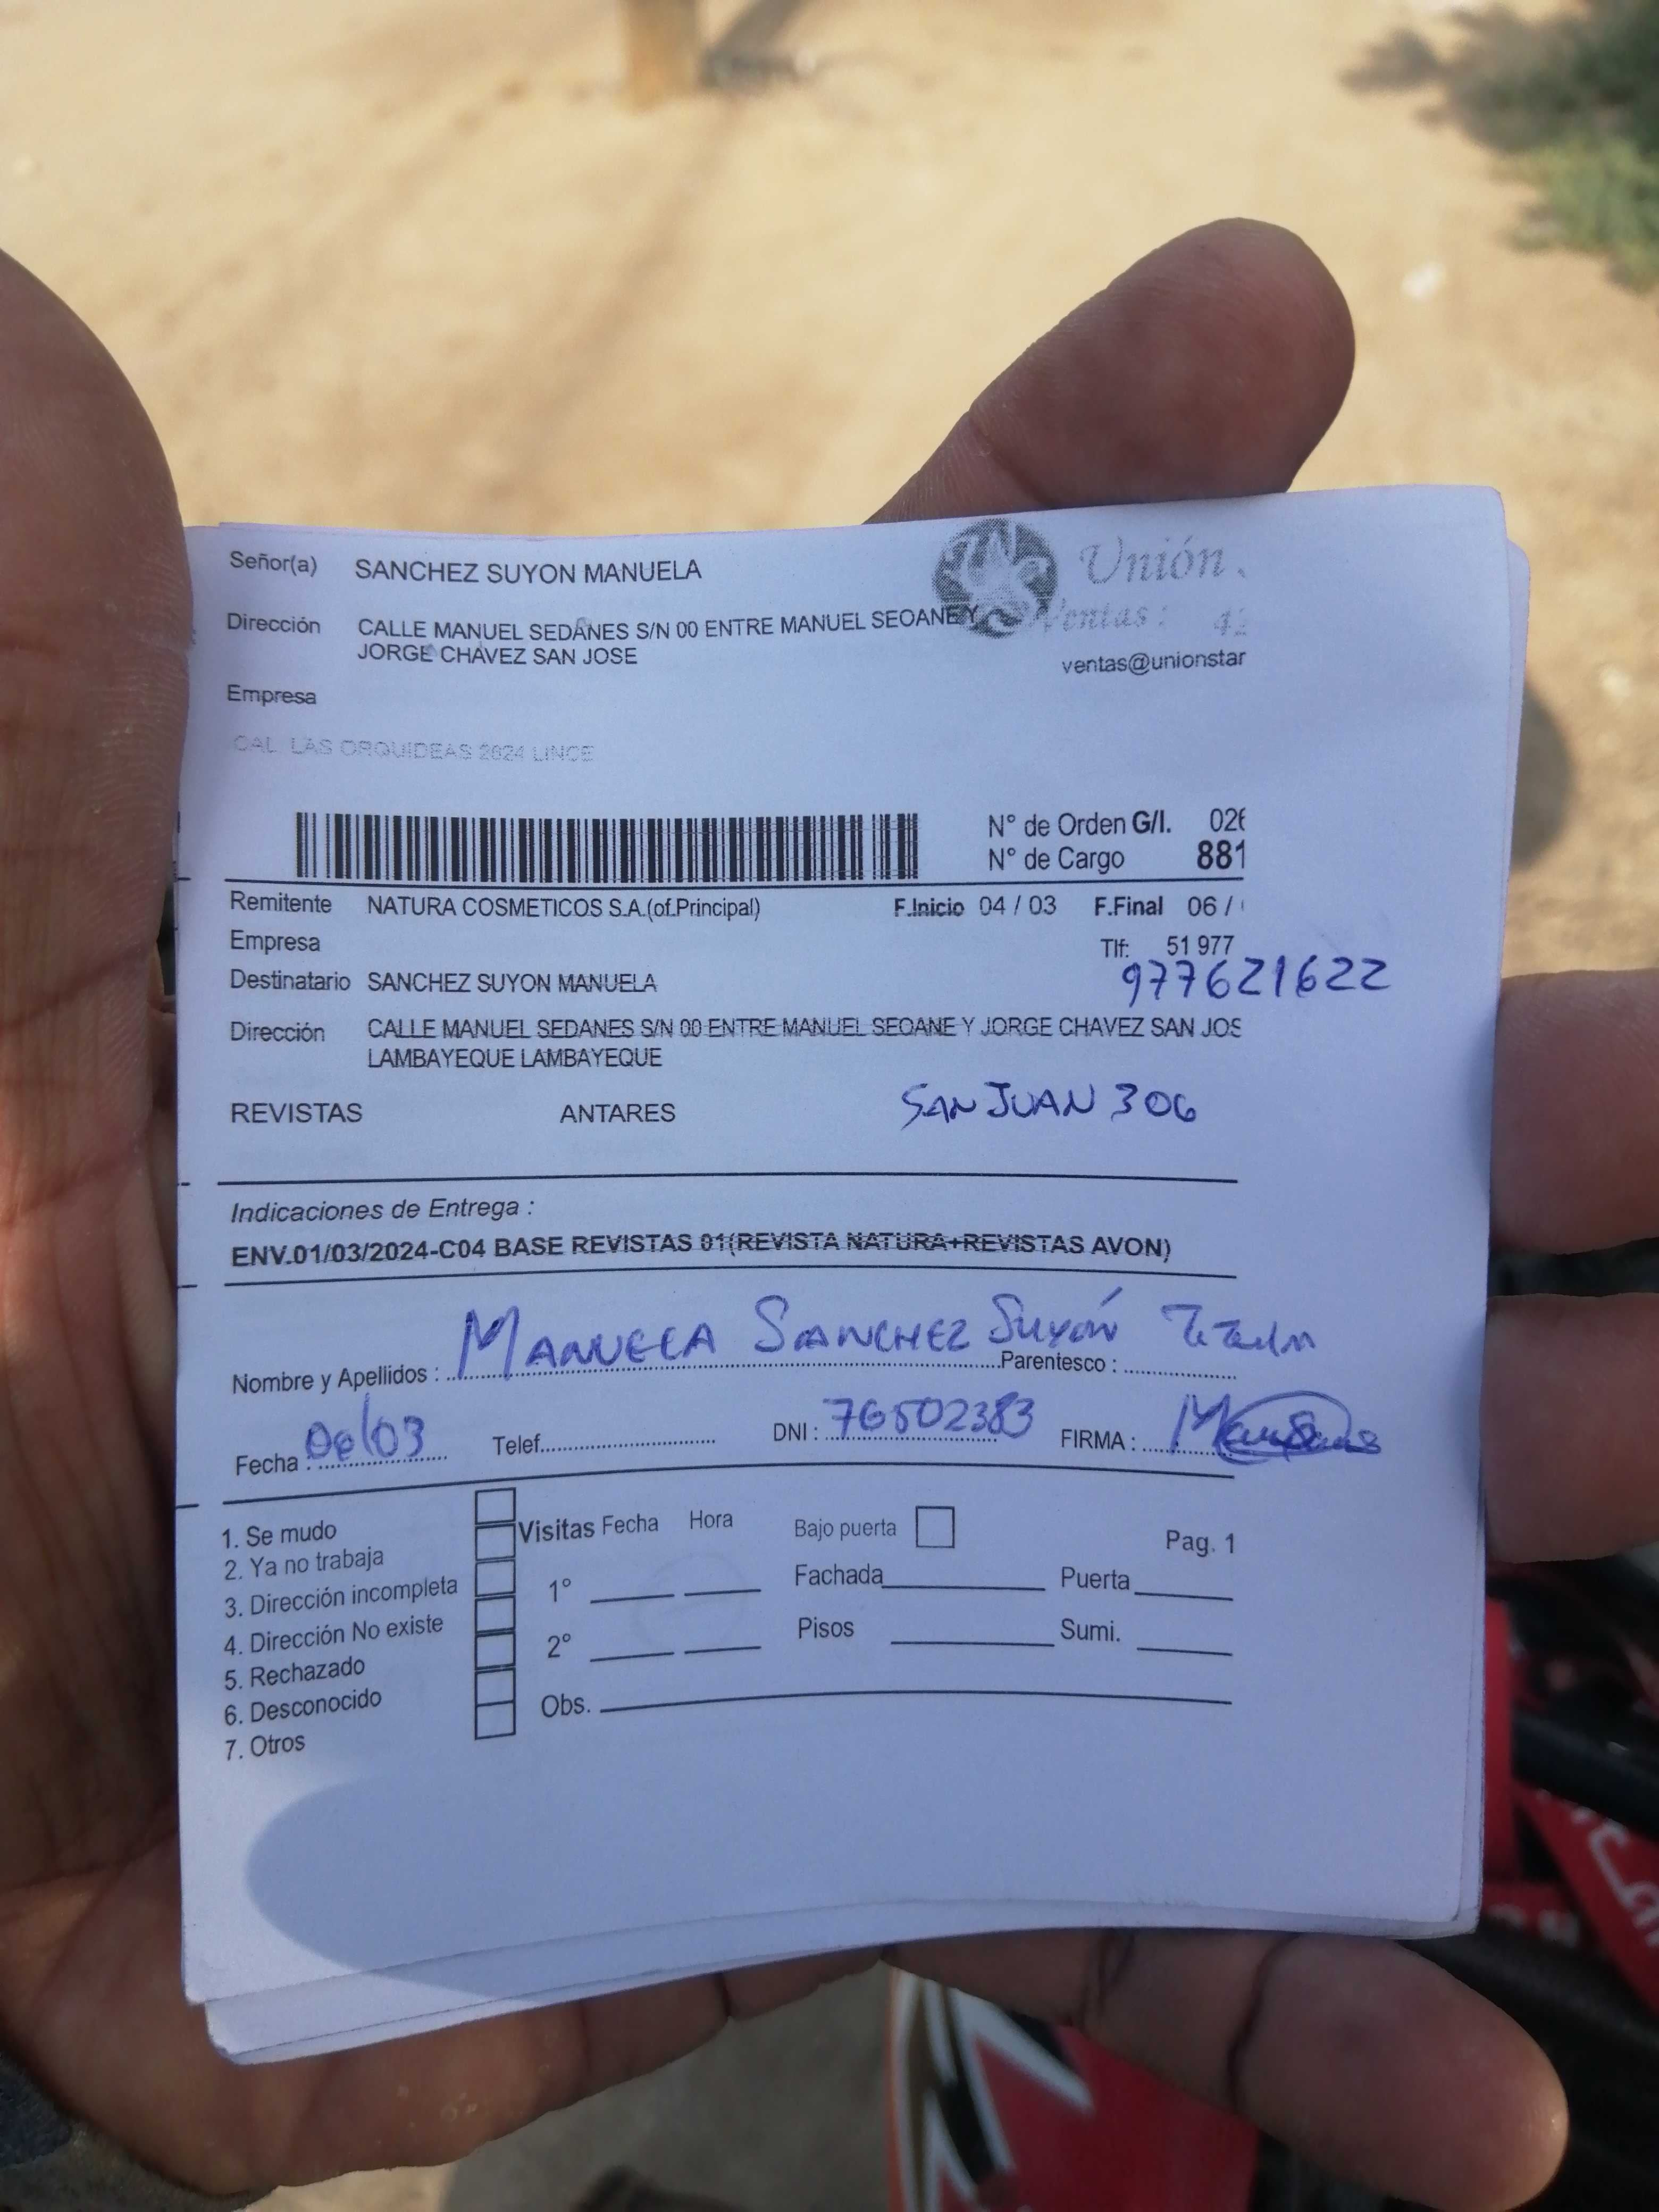 Señor(a) SANCHEZ SUYON MANUELA
Unión
Dirección CALLE MANUEL SEDANES S/N 00 ENTRE MANUEL SEOANE Y
Ventas: 42
JORGE CHAVEZ SAN JOSE
ventas@unionstar
Empresa
CAL. LAS ORQUIDEAS 2624 LINCE
N° de Orden G/I. 026
N° de Cargo 881
Remitente NATURA COSMETICOS S.A.(of.Principal) F.Inicio 04 / 03 F.Final 06 /
Empresa Tlf: 51 977
977621622
Destinatario SANCHEZ SUYON MANUELA
Dirección CALLE MANUEL SEDANES S/N 00 ENTRE MANUEL SEOANE Y JORGE CHAVEZ SAN JOS
LAMBAYEQUE LAMBAYEQUE
REVISTAS ANTARES SAN JUAN 306
Indicaciones de Entrega :
ENV.01/03/2024-C04 BASE REVISTAS 01(REVISTA NATURA+REVISTAS AVON)
Nombre y Apellidos : MANUELA SANCHEZ SUYÓN Parentesco :
Fecha : 06/03 Telef. DNI : 76502383 FIRMA :
1. Se mudo
2. Ya no trabaja
3. Dirección incompleta
4. Dirección No existe
5. Rechazado
6. Desconocido
7. Otros
Visitas Fecha Hora Bajo puerta Pag. 1
1° Fachada Puerta
2° Pisos Sumi.
Obs.